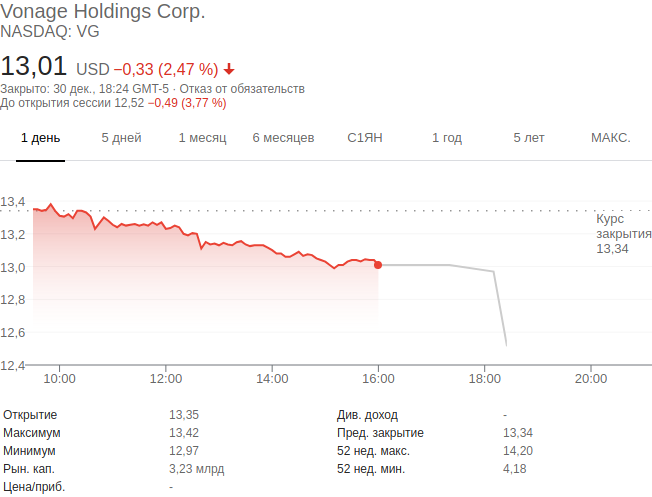 Vonage Holdings Corp.
NASDAQ: VG
13,01 USD −0,33 (2,47 %)
Закрыто: 30 дек., 18:24 GMT-5 · Отказ от обязательств
До открытия сессии 12,52 −0,49 (3,77 %)
1 день 5 дней 1 месяц 6 месяцев С1ЯН 1 год 5 лет МАКС.
13,4
13,2
13,0
12,8
12,6
12,4
Курс
закрытия
13,34
10:00 12:00 14:00 16:00 18:00 20:00
Открытие 13,35 Див. доход -
Максимум 13,42 Пред. закрытие 13,34
Минимум 12,97 52 нед. макс. 14,20
Рын. кап. 3,23 млрд 52 нед. мин. 4,18
Цена/приб. -